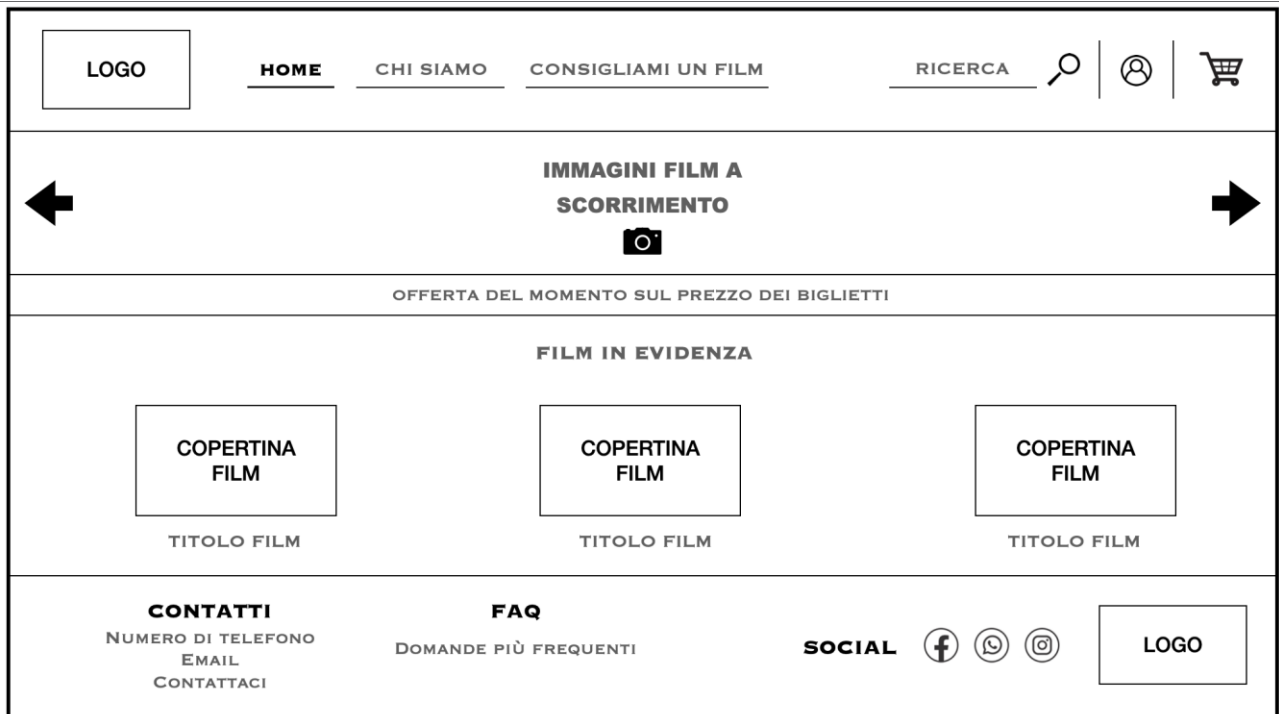 LOGO
HOME
CHI SIAMO
CONSIGLIAMI UN FILM
RICERCA
IMMAGINI FILM A
SCORRIMENTO
OFFERTA DEL MOMENTO SUL PREZZO DEI BIGLIETTI
FILM IN EVIDENZA
COPERTINA
FILM
TITOLO FILM
COPERTINA
FILM
TITOLO FILM
COPERTINA
FILM
TITOLO FILM
CONTATTI
NUMERO DI TELEFONO
EMAIL
CONTATTACI
FAQ
DOMANDE PIÙ FREQUENTI
SOCIAL
LOGO